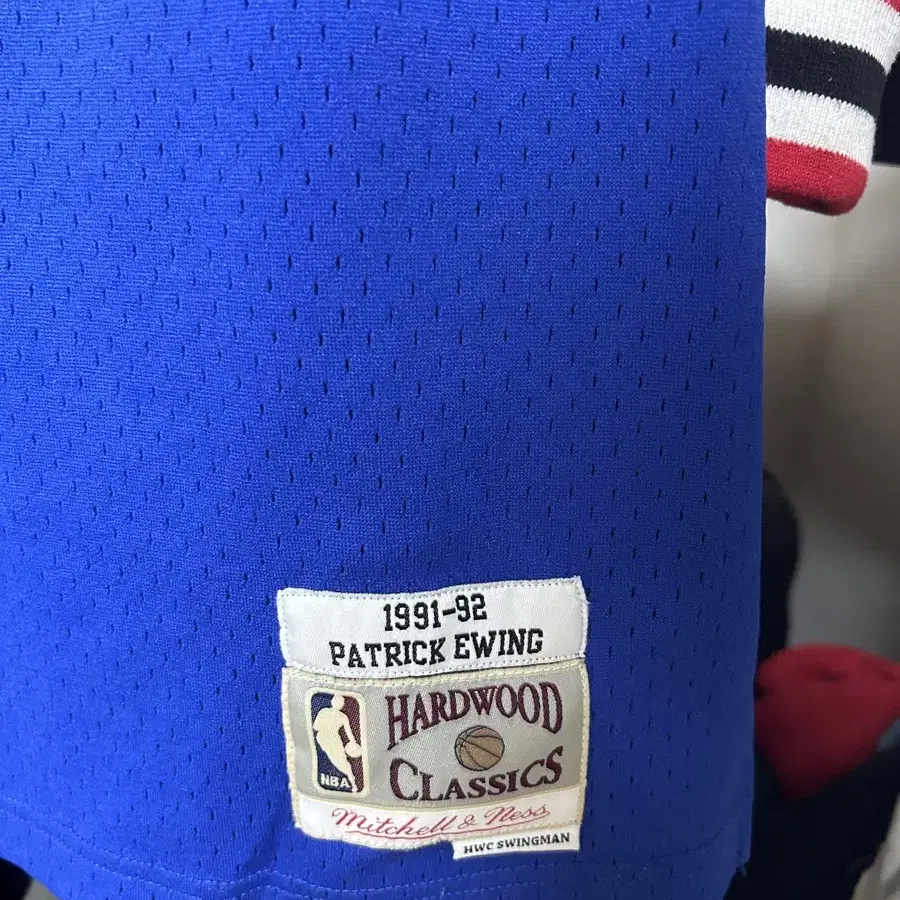 1991-92
PATRICK EWING
HARDWOOD
CLASSICS
NBA
Mitchell & Ness
HWC SWINGMAN